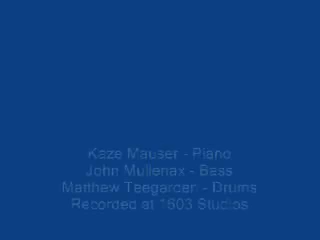 Kaze Mauser - Piano
John Mullenax - Bass
Matthew Teegarden - Drums
Recorded at 1603 Studios